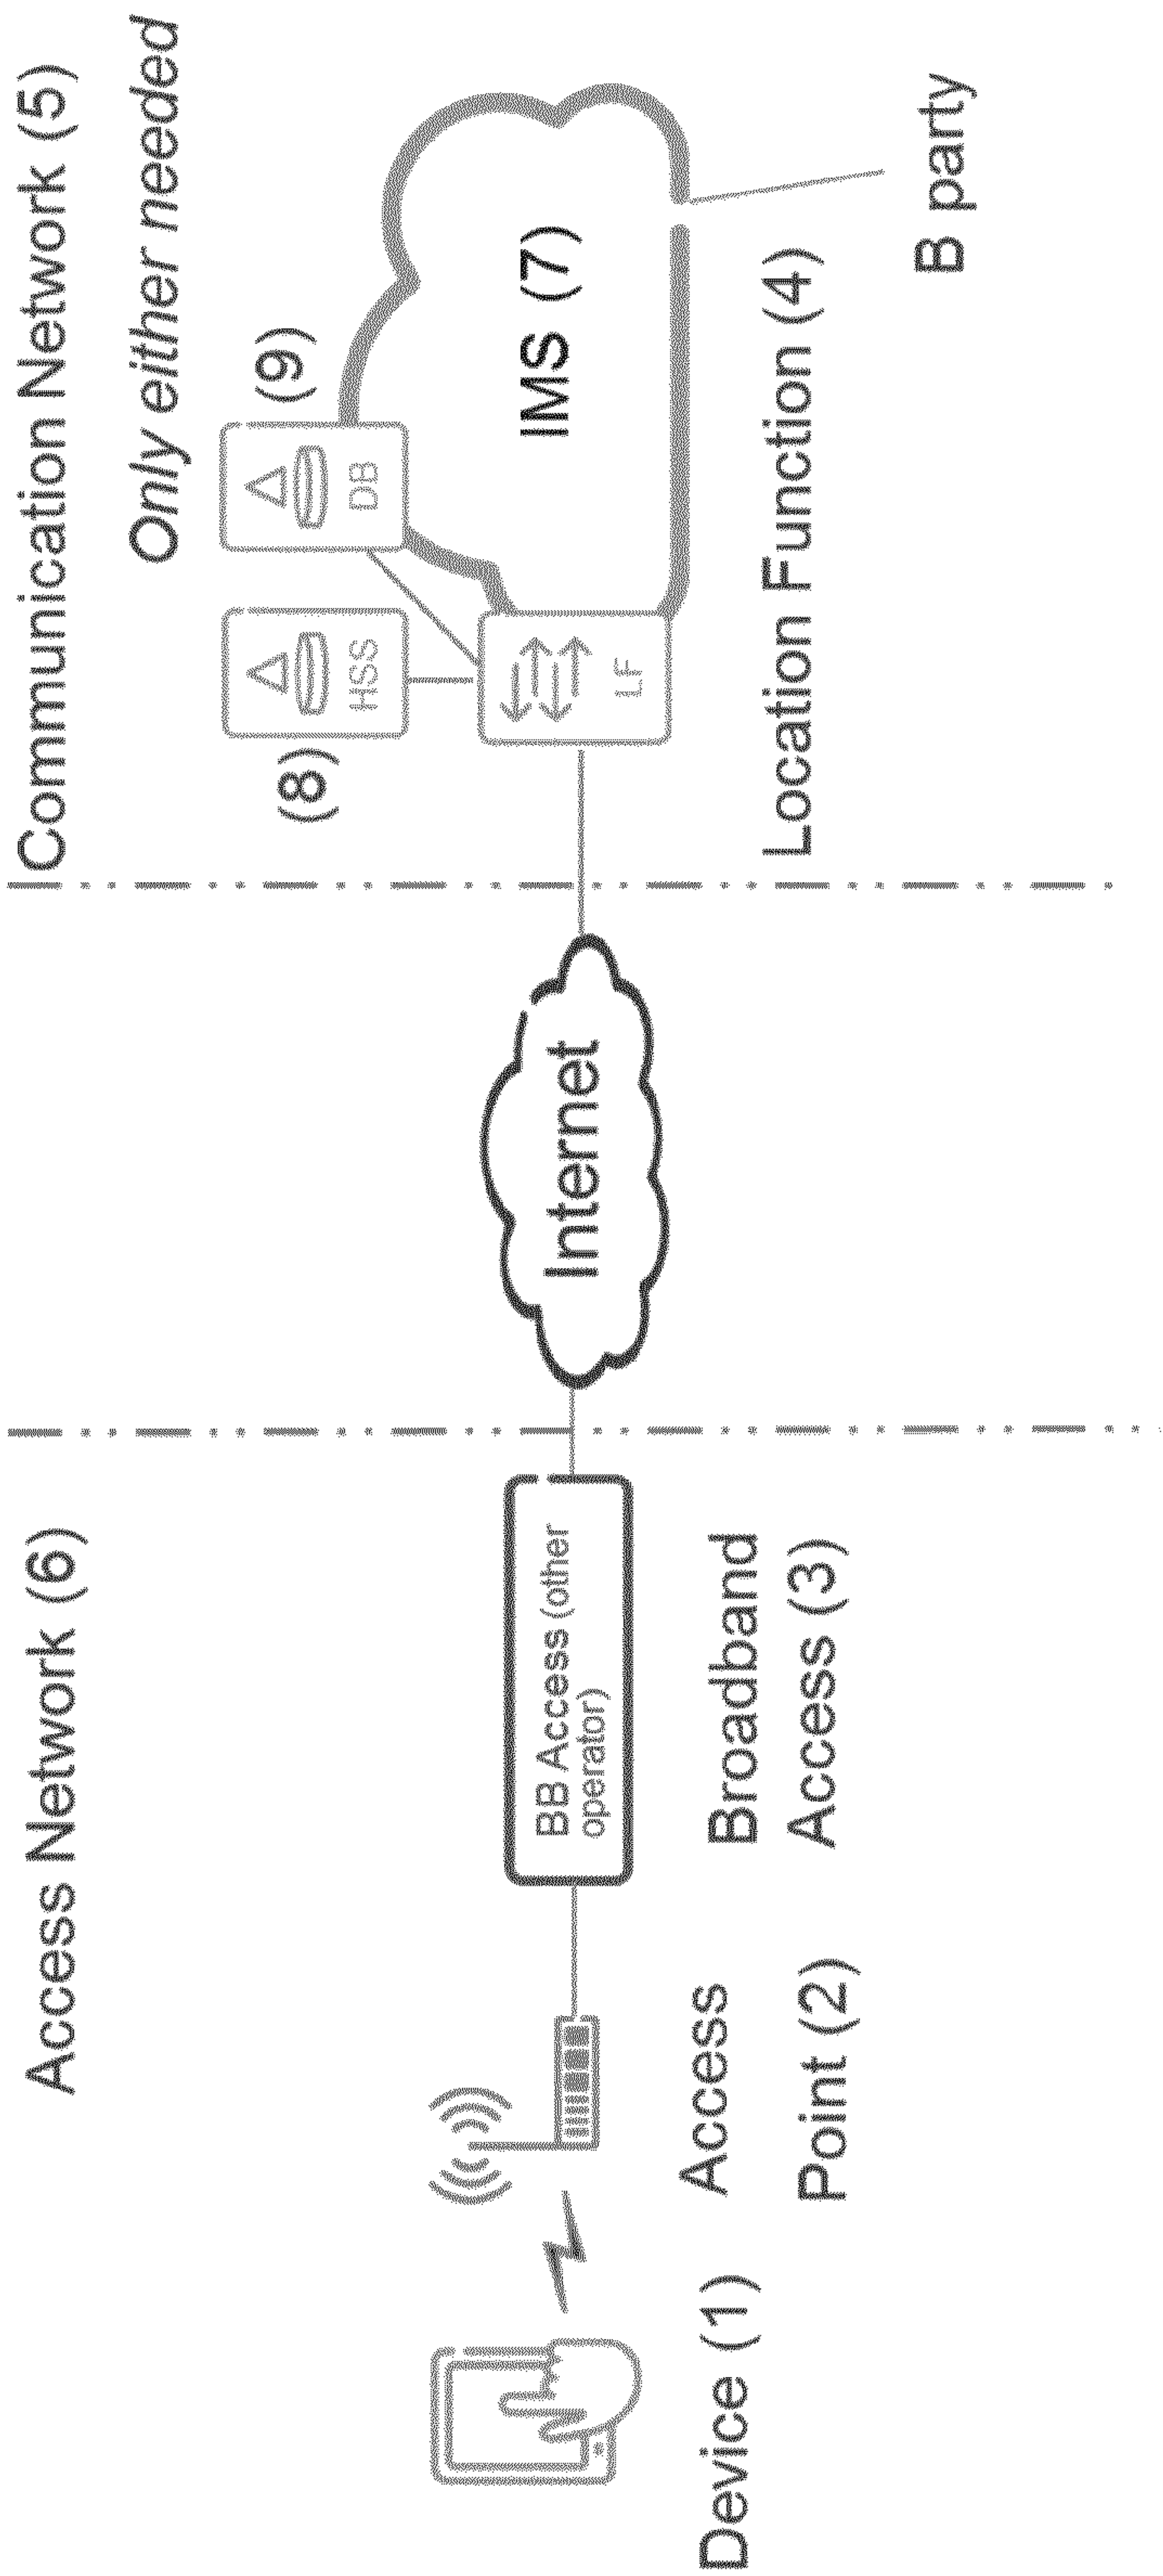 Access Network (6)
Communication Network (5)
Only either needed
(8)
(9)
HSS
DB
BB Access (other
operator)
Internet
LF
IMS (7)
Device (1)
Access
Point (2)
Broadband
Access (3)
Location Function (4)
B party